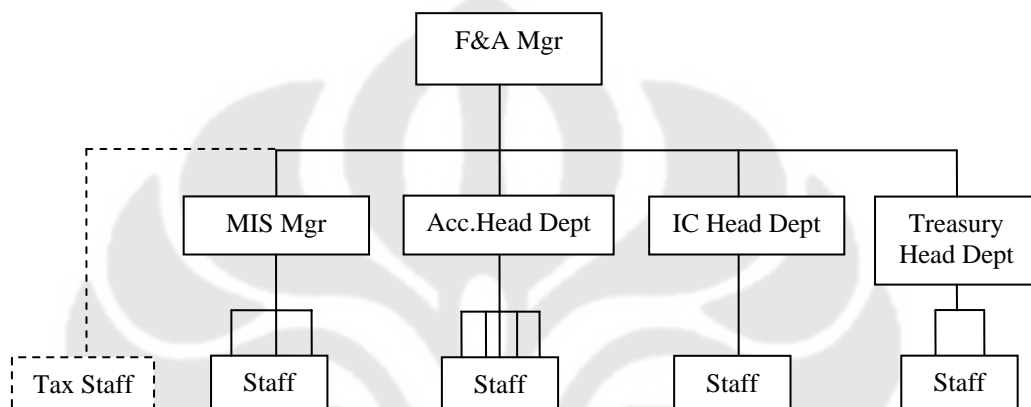 F&A Mgr
MIS Mgr
Acc.Head Dept
IC Head Dept
Treasury
Head Dept
Tax Staff
Staff
Staff
Staff
Staff